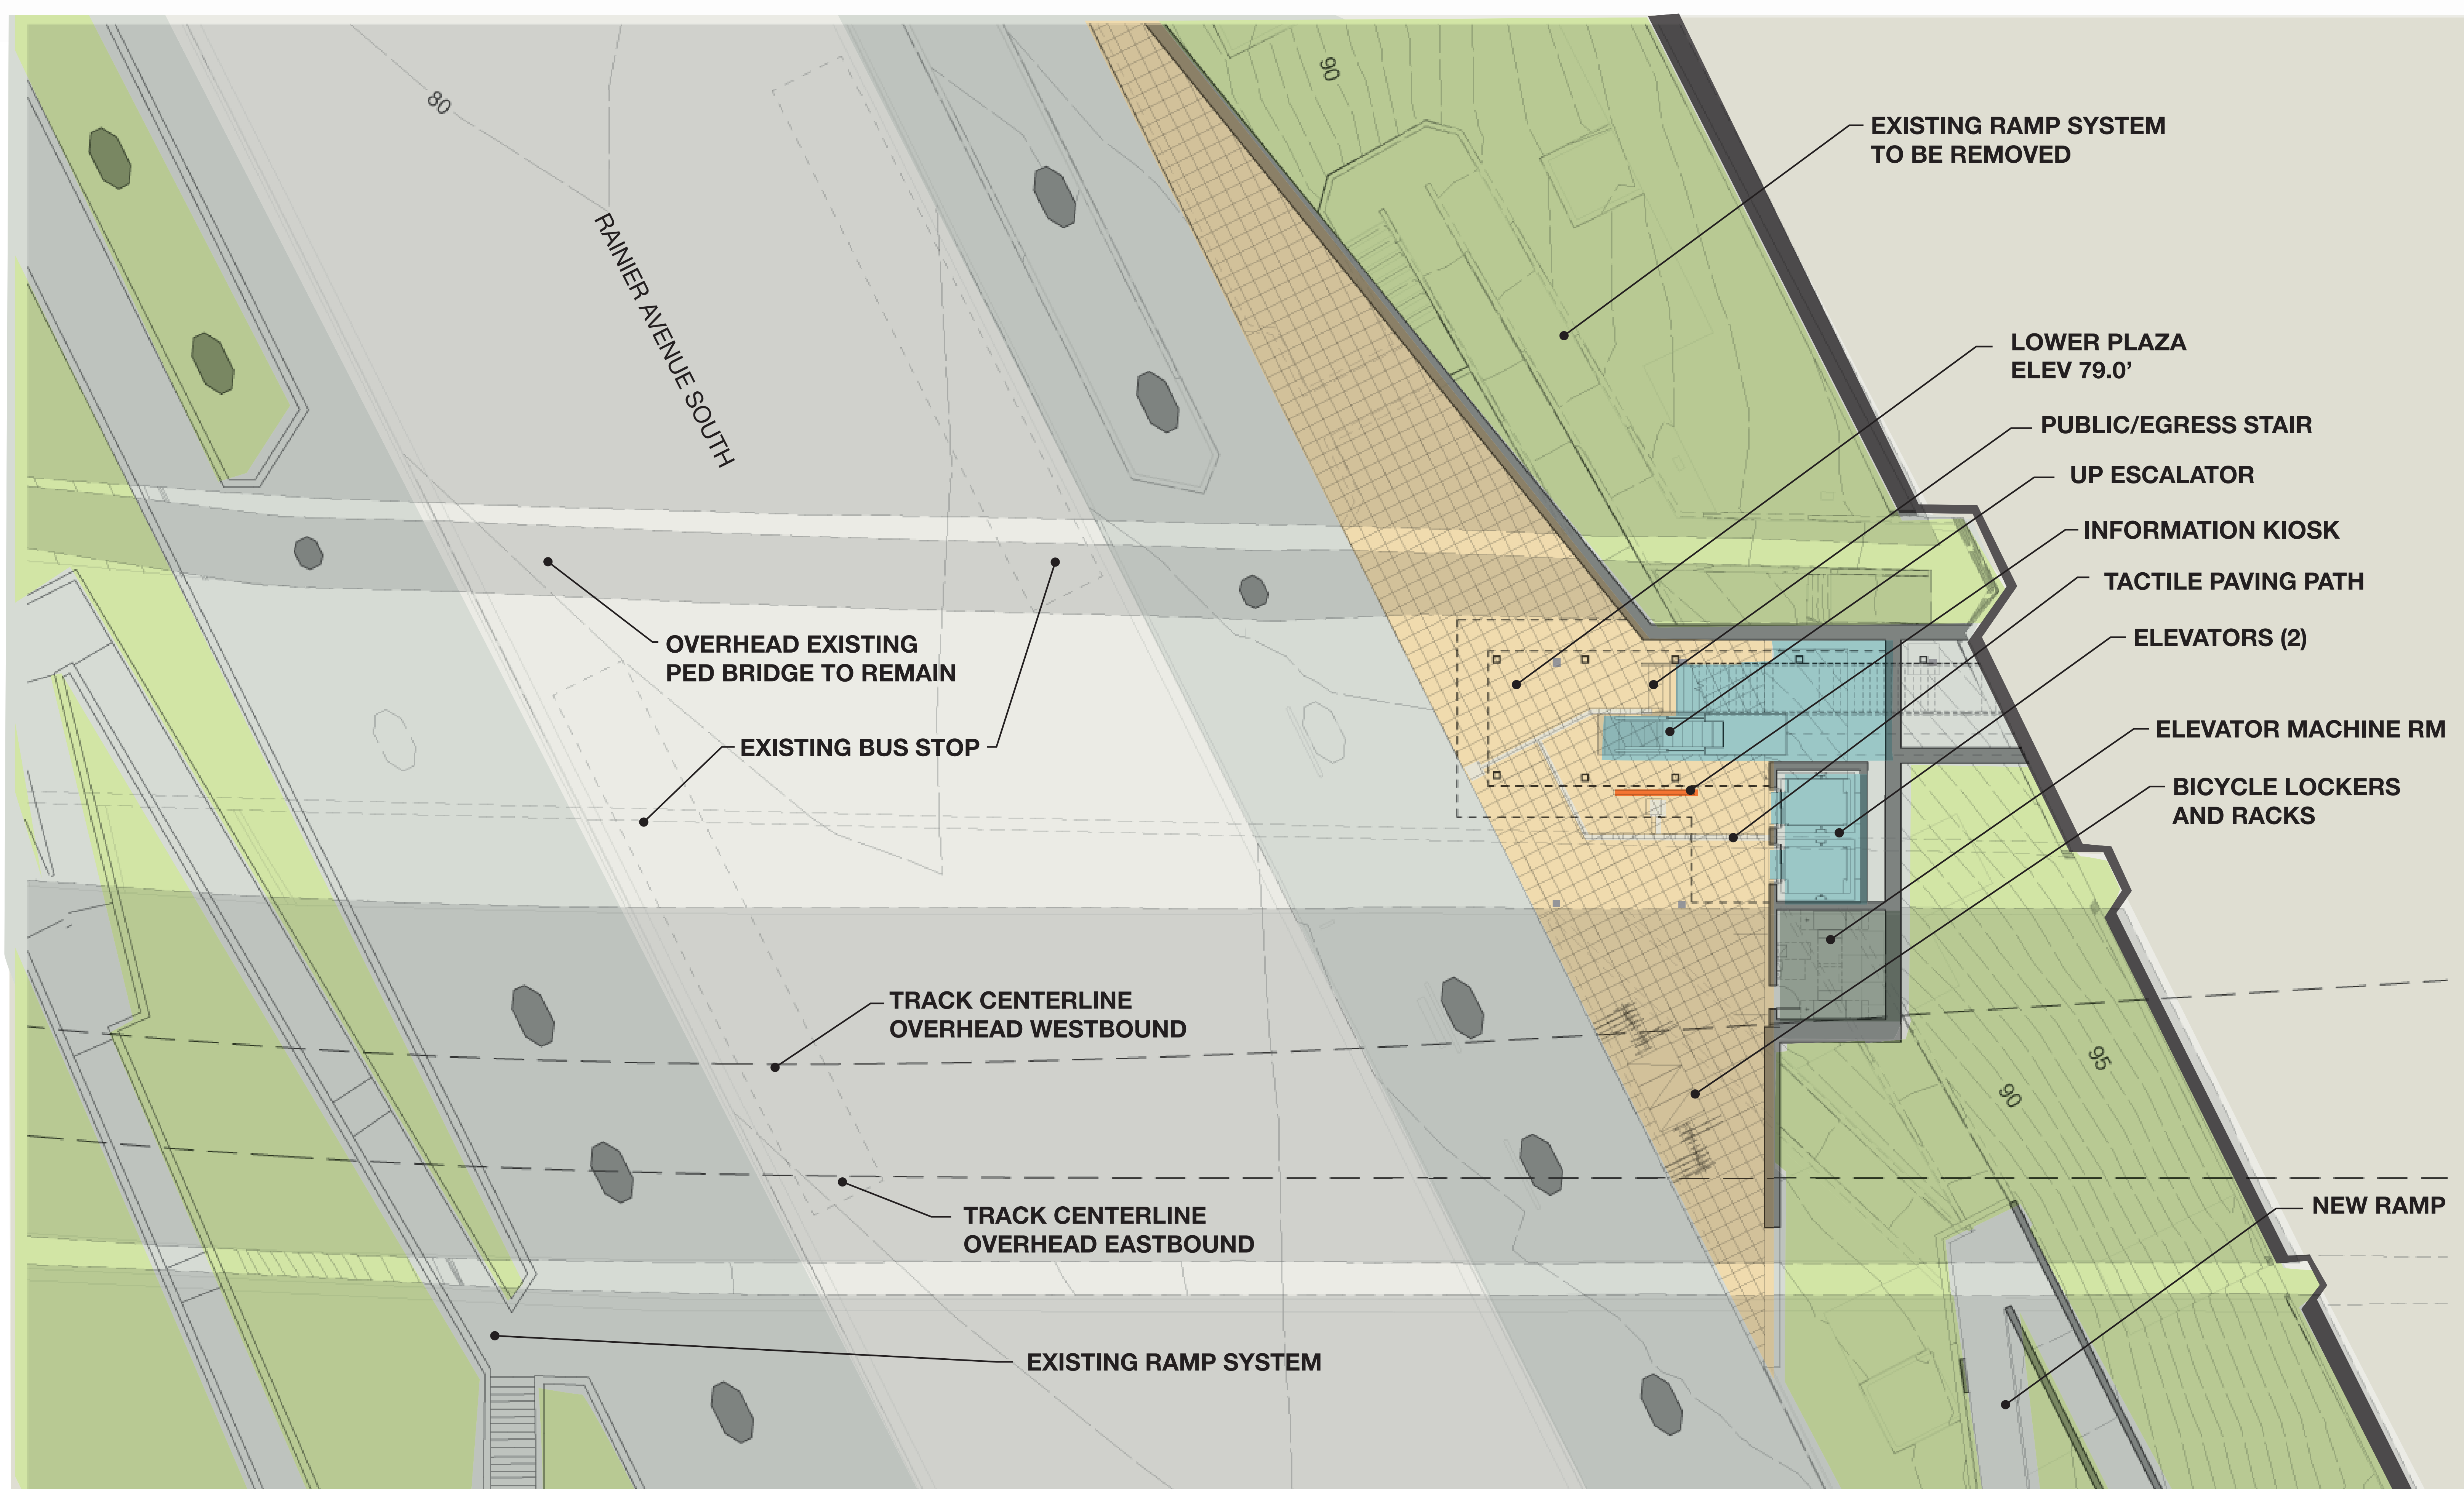 90
80
EXISTING RAMP SYSTEM
TO BE REMOVED
RAINIER AVENUE SOUTH
LOWER PLAZA
ELEV 79.0’
PUBLIC/EGRESS STAIR
UP ESCALATOR
INFORMATION KIOSK
TACTILE PAVING PATH
ELEVATORS (2)
OVERHEAD EXISTING
PED BRIDGE TO REMAIN
EXISTING BUS STOP
ELEVATOR MACHINE RM
BICYCLE LOCKERS
AND RACKS
TRACK CENTERLINE
OVERHEAD WESTBOUND
95
90
TRACK CENTERLINE
OVERHEAD EASTBOUND
NEW RAMP
EXISTING RAMP SYSTEM